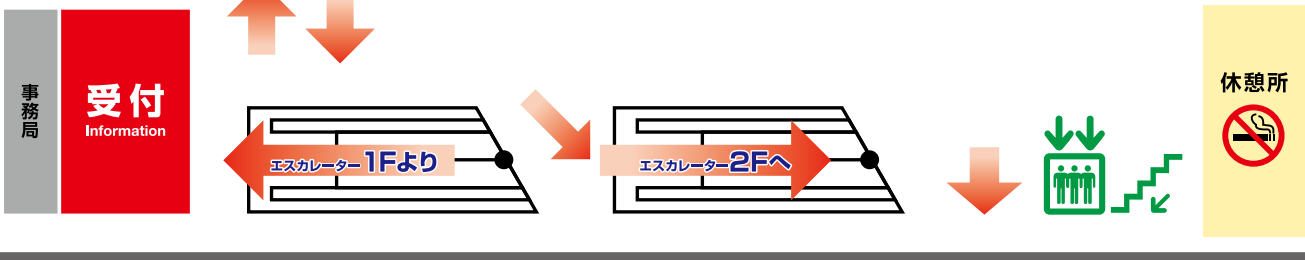 事務局
受付
Information
エスカレーター1Fより
エスカレーター2Fへ
休憩所